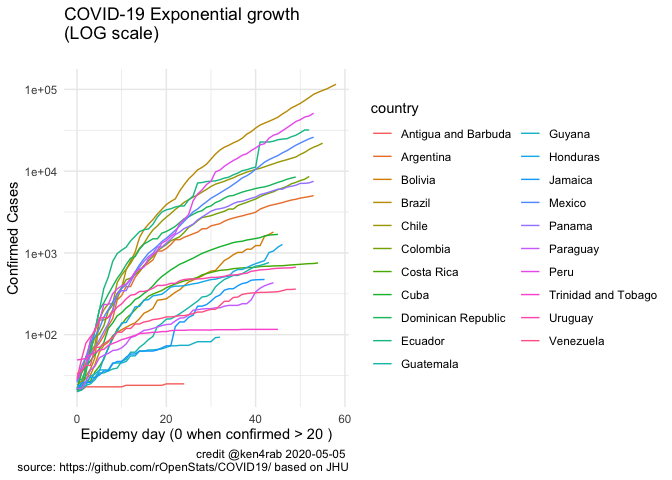 COVID-19 Exponential growth
(LOG scale)
1e+05
1e+04
1e+03
1e+02
Confirmed Cases
0 20 40 60
Epidemy day (0 when confirmed > 20 )
country
Antigua and Barbuda
Argentina
Bolivia
Brazil
Chile
Colombia
Costa Rica
Cuba
Dominican Republic
Ecuador
Guatemala
Guyana
Honduras
Jamaica
Mexico
Panama
Paraguay
Peru
Trinidad and Tobago
Uruguay
Venezuela
credit @ken4rab 2020-05-05
source: https://github.com/rOpenStats/COVID19/ based on JHU